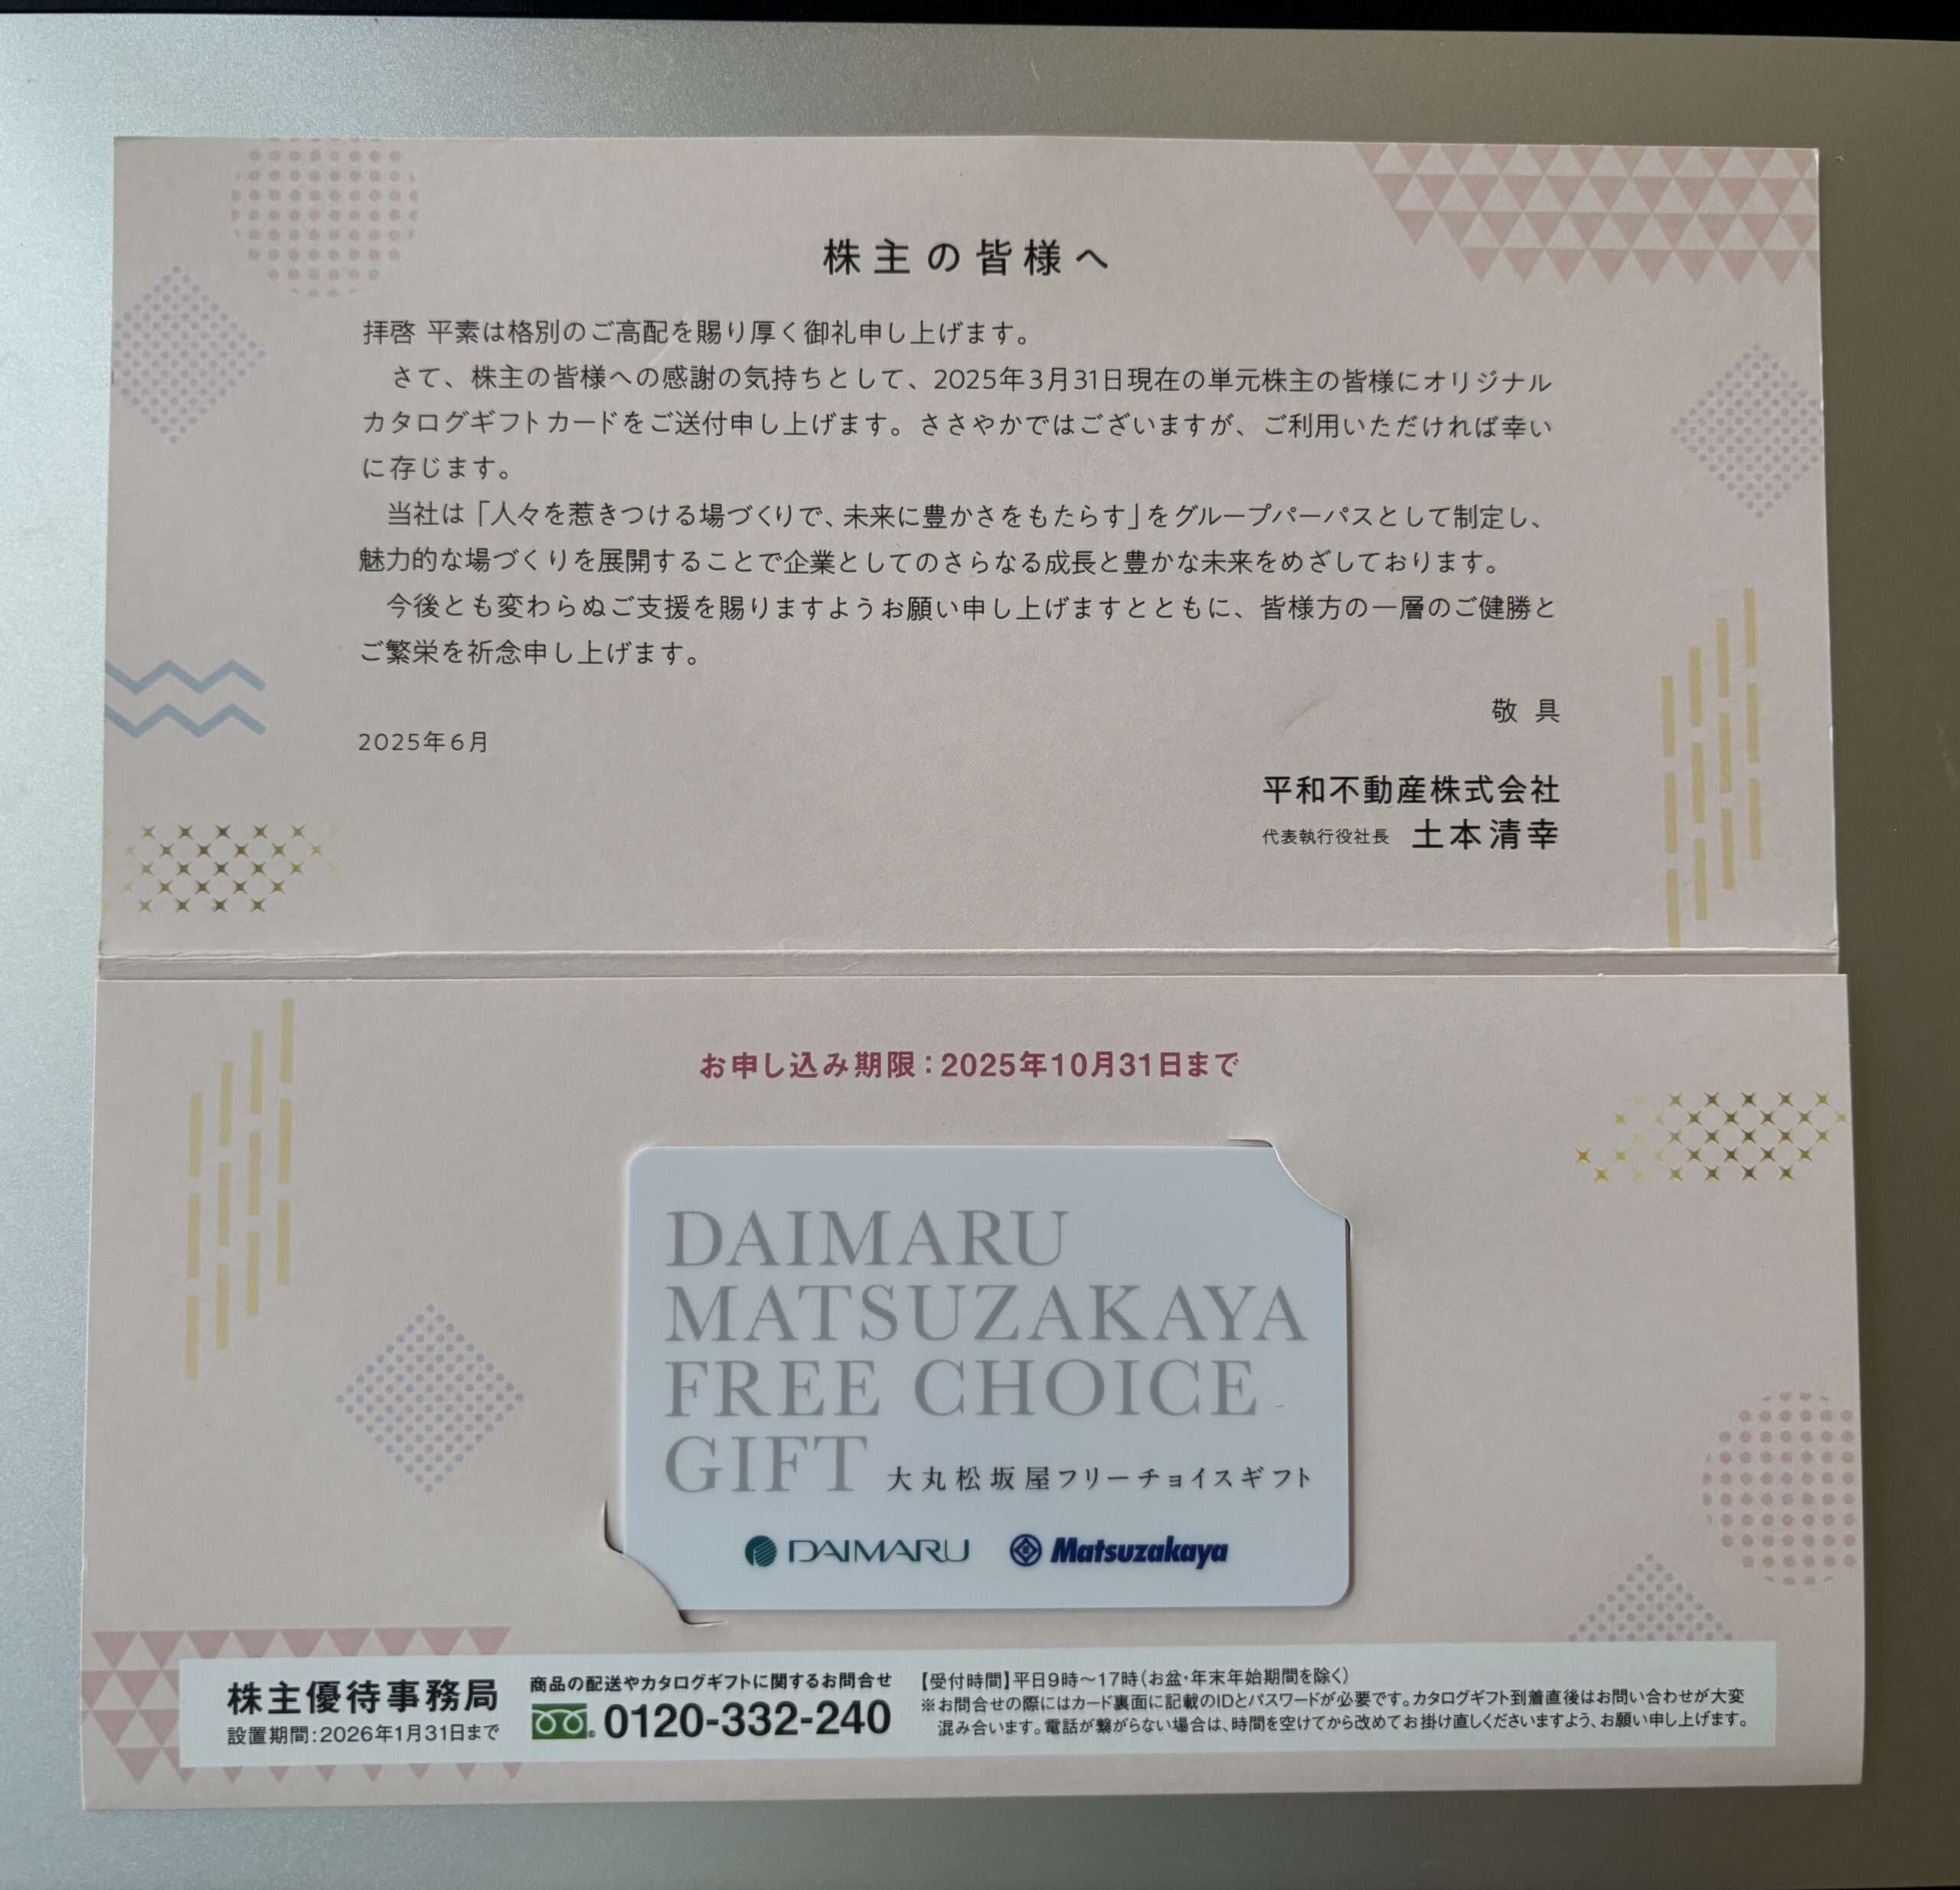 株主の皆様へ
拝啓 平素は格別のご高配を賜り厚く御礼申し上げます。
さて、株主の皆様への感謝の気持ちとして、2025年3月31日現在の単元株主の皆様にオリジナル
カタログギフトカードをご送付申し上げます。ささやかではございますが、ご利用いただければ幸い
に存じます。
当社は「人々を惹きつける場づくりで、未来に豊かさをもたらす」をグループパーパスとして制定し、
魅力的な場づくりを展開することで企業としてのさらなる成長と豊かな未来をめざしております。
今後とも変わらぬご支援を賜りますようお願い申し上げますとともに、皆様方の一層のご健勝と
ご繁栄を祈念申し上げます。
敬具
2025年6月
平和不動産株式会社
代表執行役社長 土本清幸
お申し込み期限：2025年10月31日まで
DAIMARU
MATSUZAKAYA
FREE CHOICE
GIFT 大丸松坂屋フリーチョイスギフト
DAIMARU Matsuzakaya
株主優待事務局
設置期間：2026年1月31日まで
商品の配送やカタログギフトに関するお問合せ
0120-332-240
【受付時間】平日9時〜17時（お盆・年末年始期間を除く）
※お問合せの際にはカード裏面に記載のIDとパスワードが必要です。カタログギフト到着直後はお問い合わせが大変
混み合います。電話が繋がらない場合は、時間を空けてから改めてお掛け直しくださいますよう、お願い申し上げます。